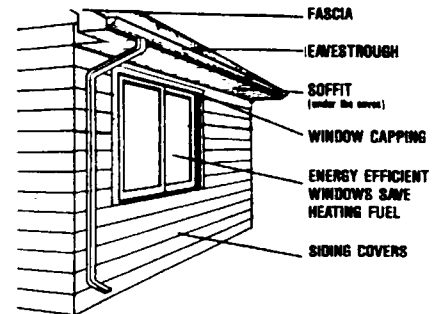 FASCIA
EAVESTROUGH
SOFFIT
(under the eaves)
WINDOW CAPPING
ENERGY EFFICIENT
WINDOWS SAVE
HEATING FUEL
SIDING COVERS